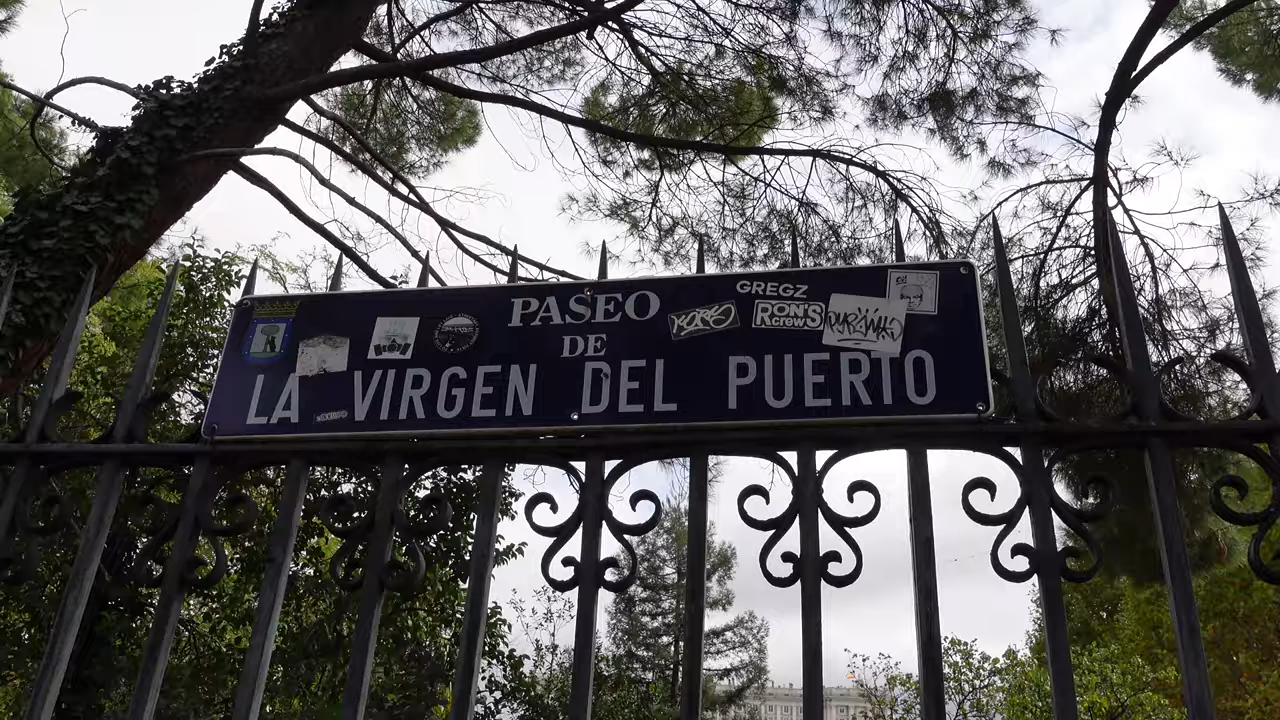 PASEO
DE
LA VIRGEN DEL PUERTO
GREGZ
RON'S
crew